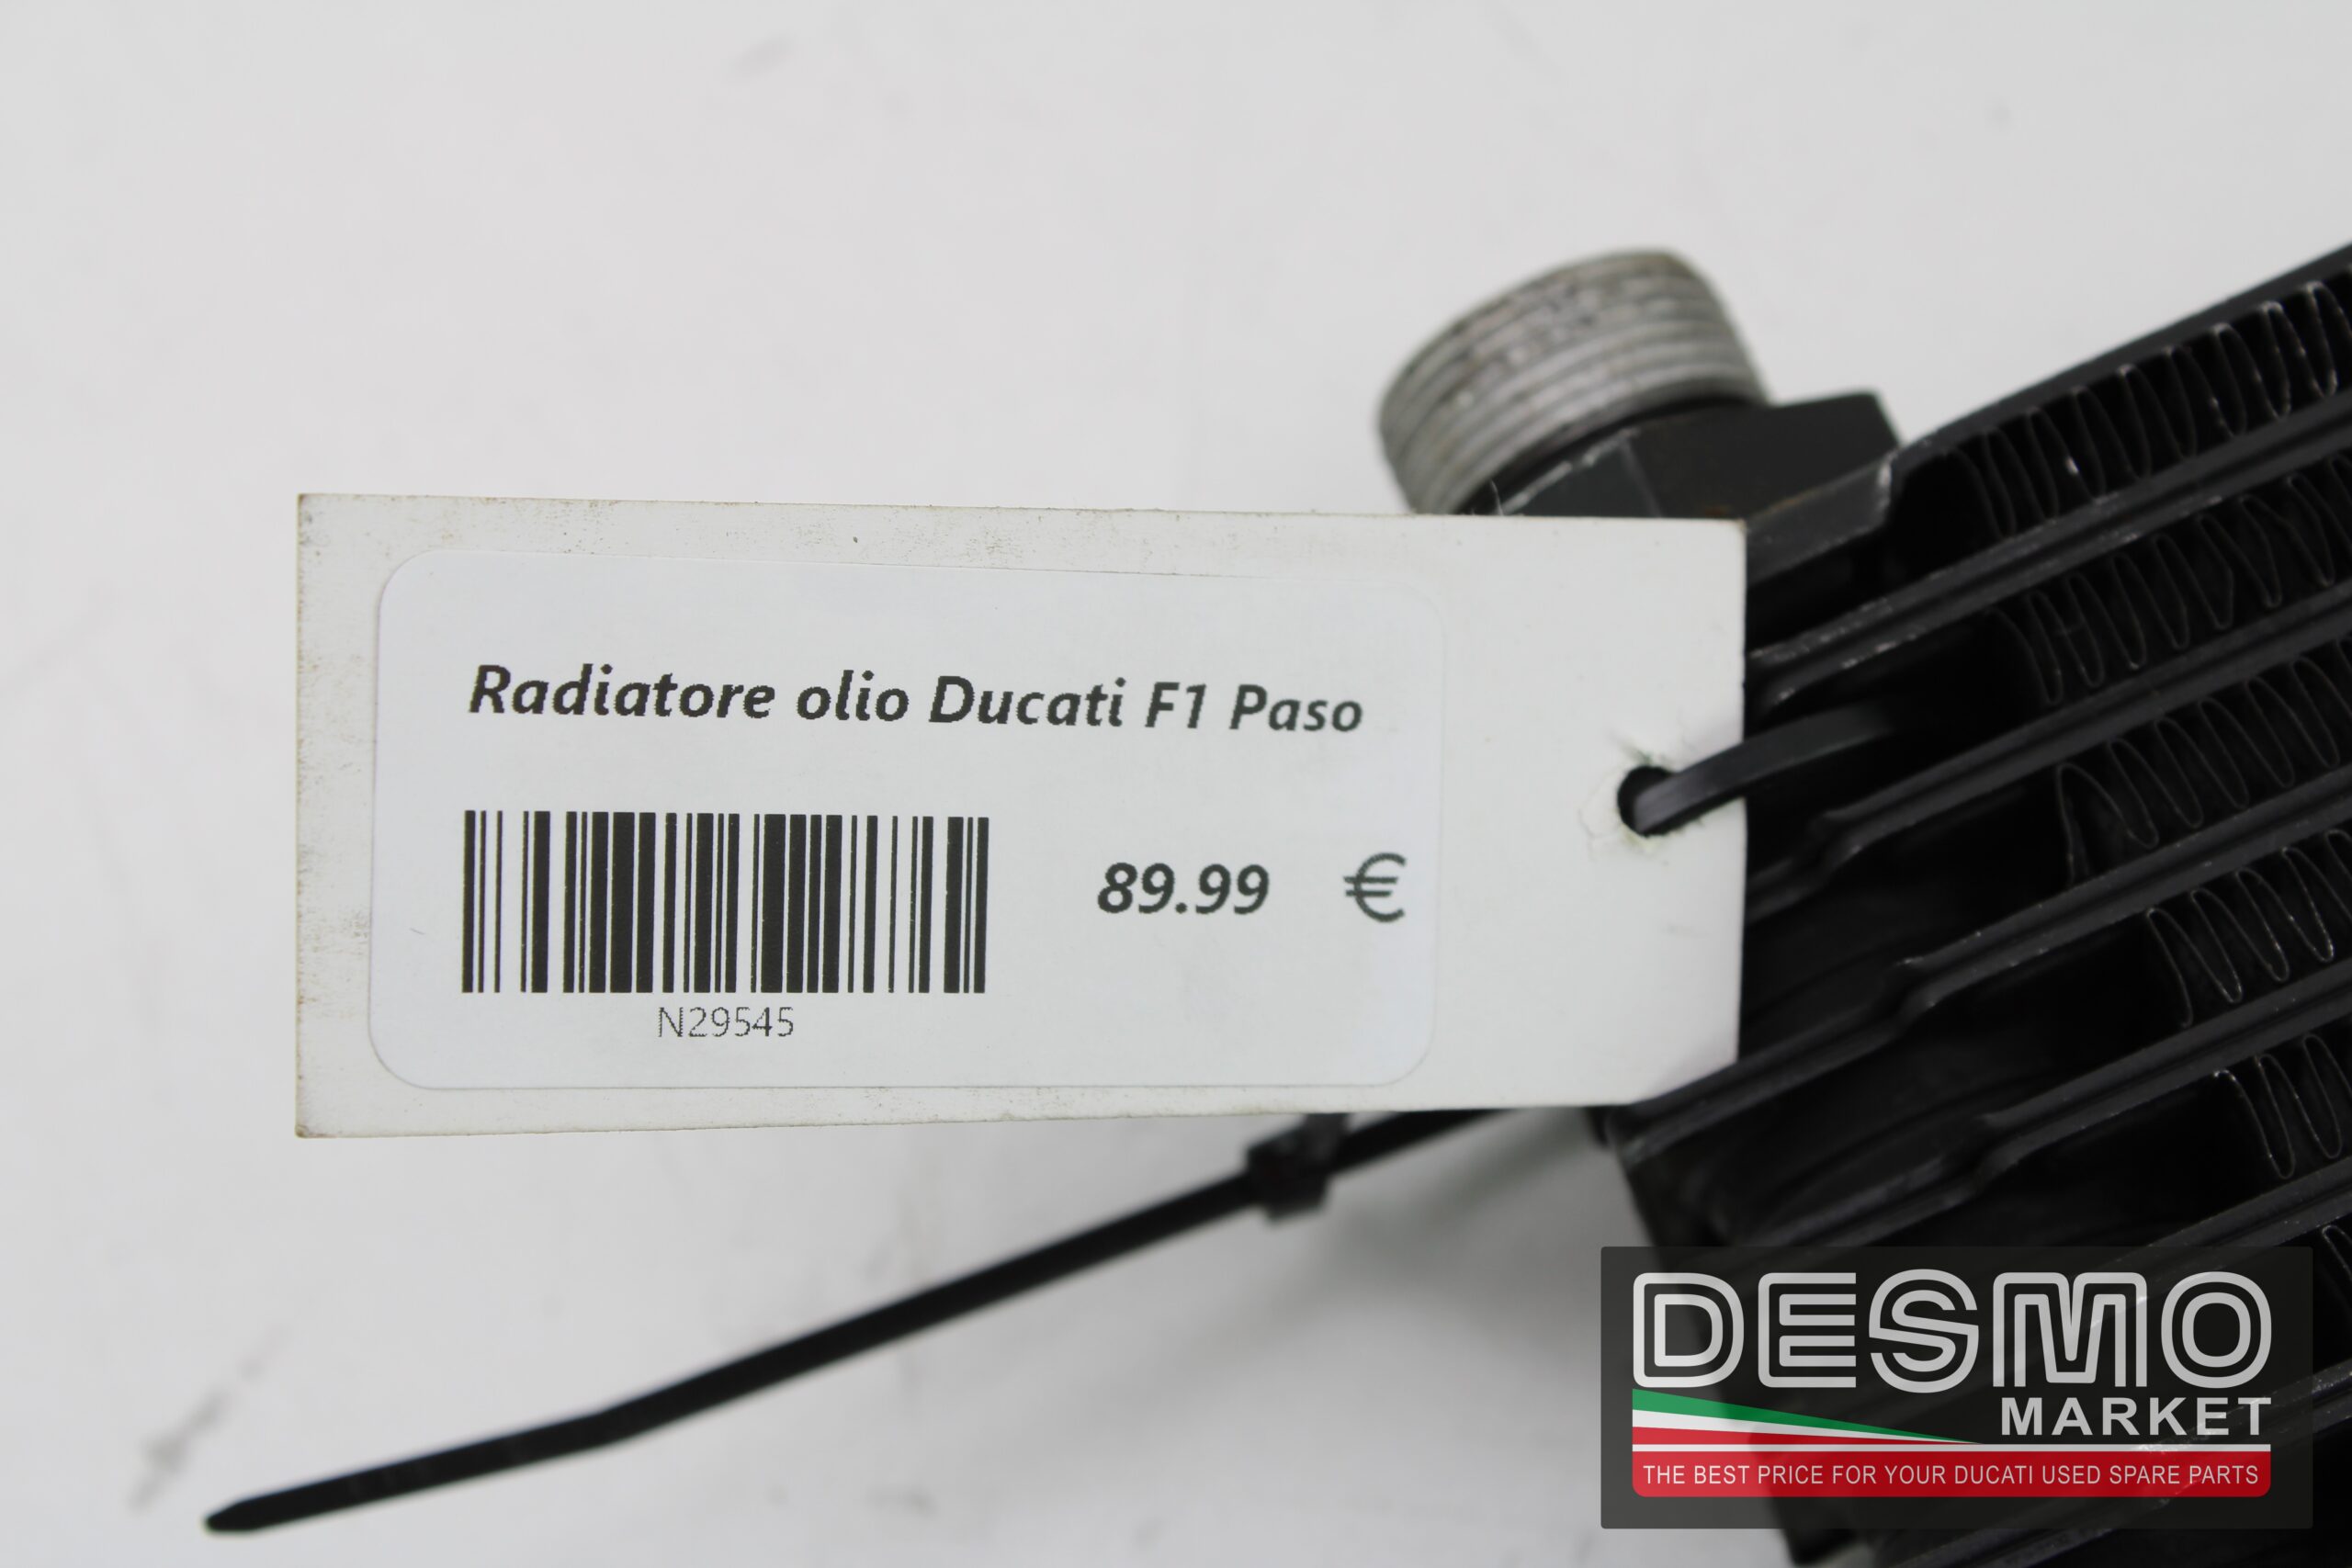 Radiatore olio Ducati F1 Paso
89.99 €
N29545
DESMO
MARKET
THE BEST PRICE FOR YOUR DUCATI USED SPARE PARTS